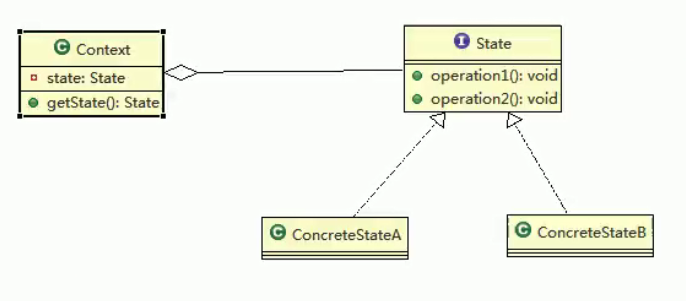 C Context
state: State
getState(): State
I State
operation1(): void
operation2(): void
C ConcreteStateA
C ConcreteStateB